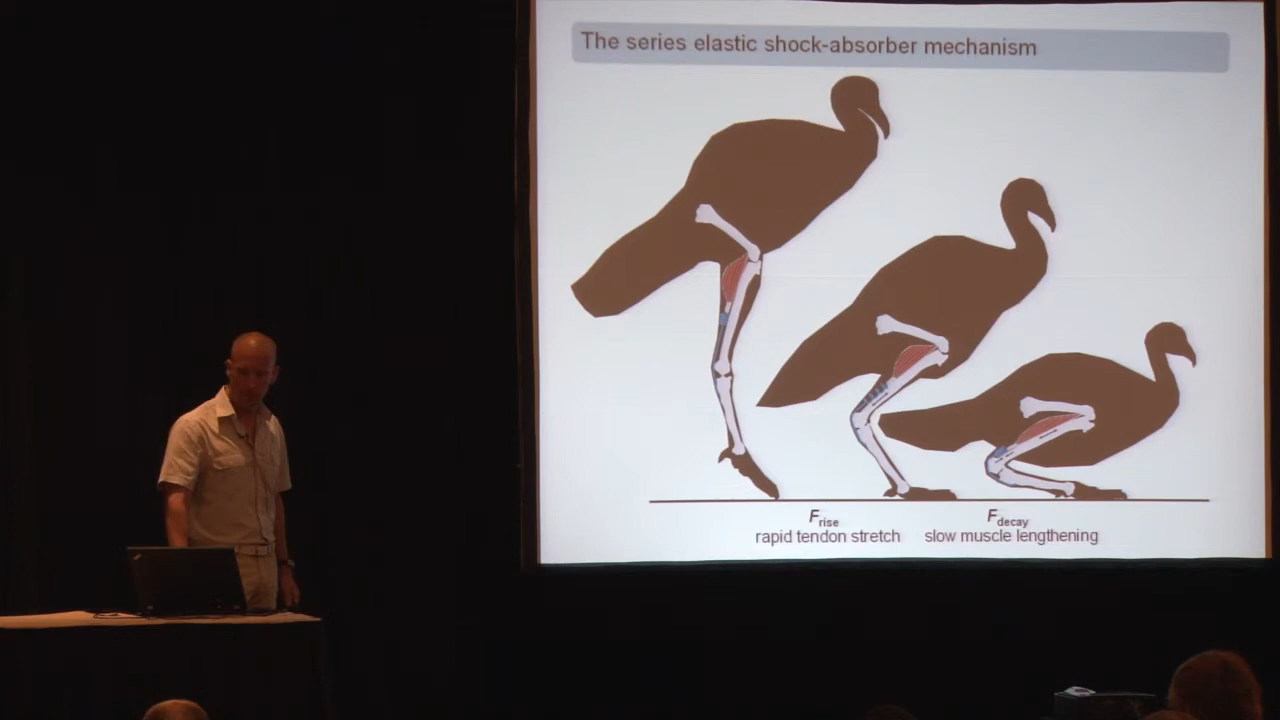 The series elastic shock-absorber mechanism
Frise
rapid tendon stretch
Fdecay
slow muscle lengthening